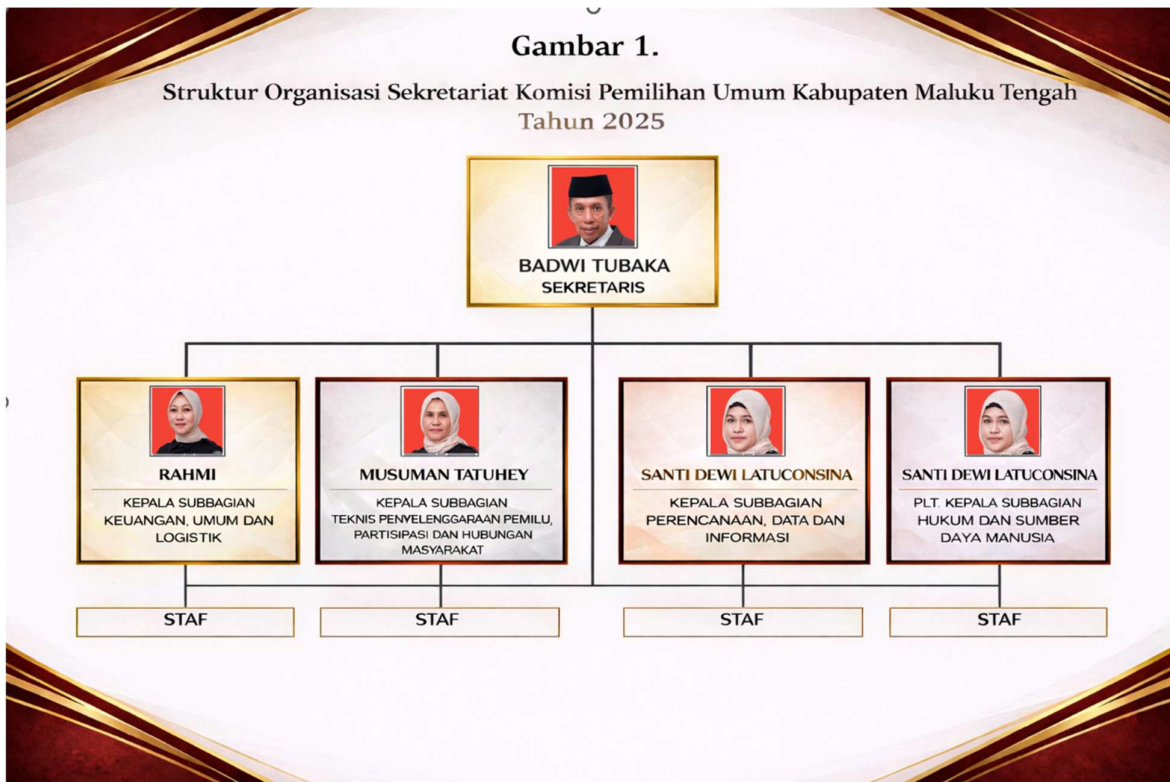 Gambar 1.
Struktur Organisasi Sekretariat Komisi Pemilihan Umum Kabupaten Maluku Tengah
Tahun 2025
BADWI TUBAKA
SEKRETARIS
RAHMI
KEPALA SUBBAGIAN
KEUANGAN, UMUM DAN
LOGISTIK
MUSUMAN TATUHEY
KEPALA SUBBAGIAN
TEKNIS PENYELENGGARAAN PEMILU,
PARTISIPASI DAN HUBUNGAN
MASYARAKAT
SANTI DEWI LATUCONSINA
KEPALA SUBBAGIAN
PERENCANAAN, DATA DAN
INFORMASI
SANTI DEWI LATUCONSINA
PLT. KEPALA SUBBAGIAN
HUKUM DAN SUMBER
DAYA MANUSIA
STAF
STAF
STAF
STAF